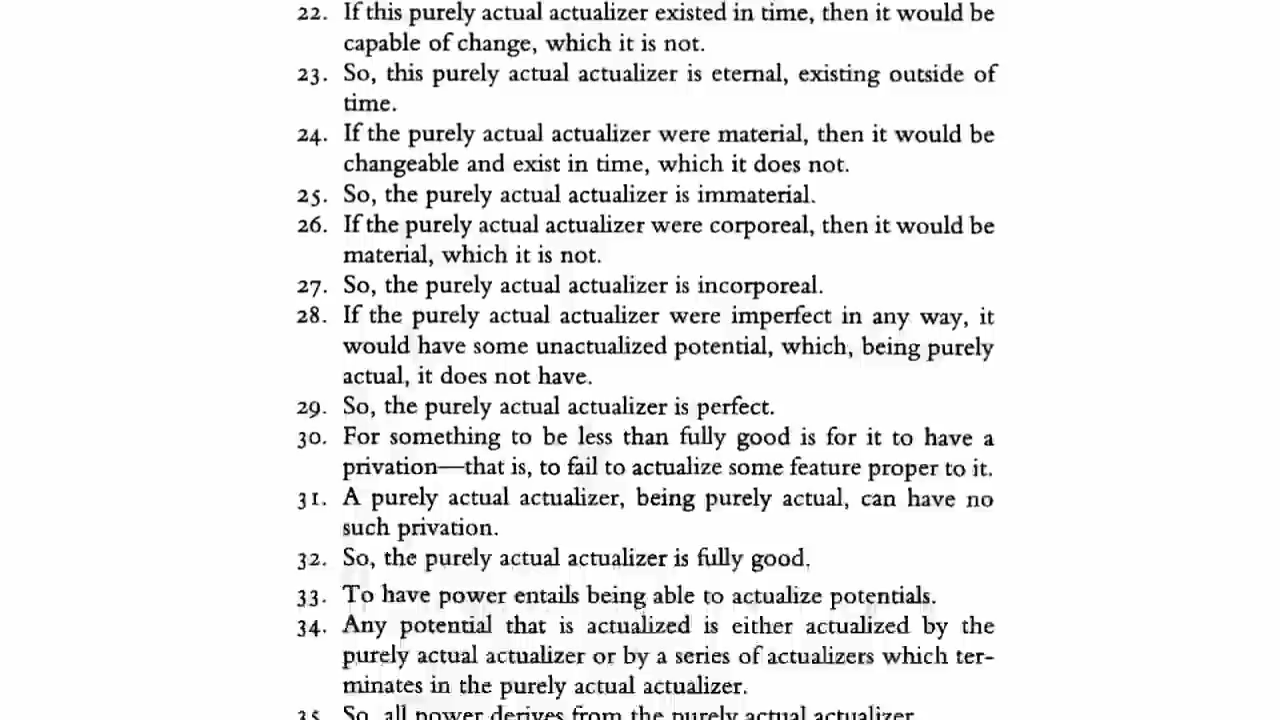 22. If this purely actual actualizer existed in time, then it would be
capable of change, which it is not.
23. So, this purely actual actualizer is eternal, existing outside of
time.
24. If the purely actual actualizer were material, then it would be
changeable and exist in time, which it does not.
25. So, the purely actual actualizer is immaterial.
26. If the purely actual actualizer were corporeal, then it would be
material, which it is not.
27. So, the purely actual actualizer is incorporeal.
28. If the purely actual actualizer were imperfect in any way, it
would have some unactualized potential, which, being purely
actual, it does not have.
29. So, the purely actual actualizer is perfect.
30. For something to be less than fully good is for it to have a
privation—that is, to fail to actualize some feature proper to it.
31. A purely actual actualizer, being purely actual, can have no
such privation.
32. So, the purely actual actualizer is fully good.
33. To have power entails being able to actualize potentials.
34. Any potential that is actualized is either actualized by the
purely actual actualizer or by a series of actualizers which ter-
minates in the purely actual actualizer.
35. So, all power derives from the purely actual actualizer.